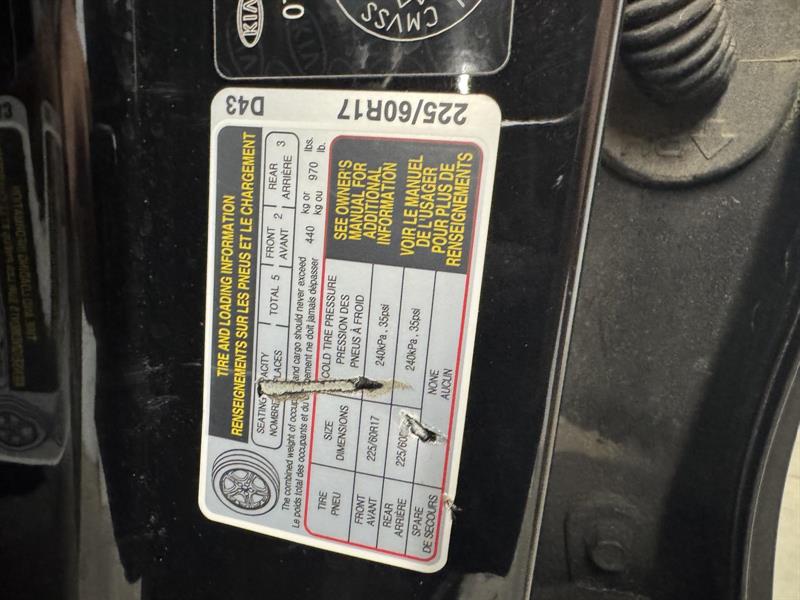 KIA
CMVSS
225/60R17
D43
TIRE AND LOADING INFORMATION
RENSEIGNEMENTS SUR LES PNEUS ET LE CHARGEMENT
SEATING CAPACITY TOTAL 5 FRONT 2 REAR 3
PLACES AVANT ARRIÈRE
The combined weight of and cargo should never exceed 440 kg or 970 lbs.
Le poids total des occupants et du ne doit jamais dépasser kg ou lb.
TIRE SIZE COLD TIRE PRESSURE
PNEU DIMENSIONS PRESSION DES
PNEUS À FROID
SEE OWNER'S
MANUAL FOR
ADDITIONAL
INFORMATION
VOIR LE MANUEL
DE L'USAGER
POUR PLUS DE
RENSEIGNEMENTS
FRONT 225/60R17 240kPa , 35psi
AVANT
REAR 240kPa , 35psi
ARRIÈRE
SPARE NONE
DE SECOURS AUCUN